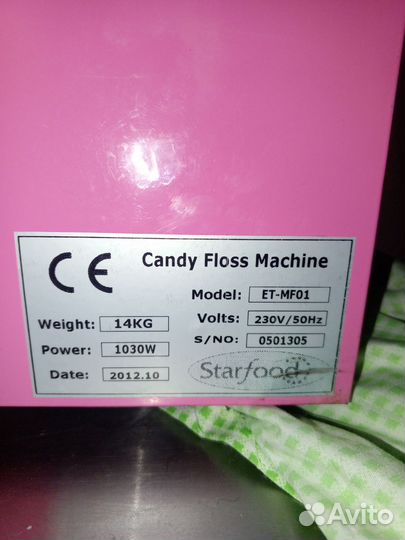 CE Candy Floss Machine
Model: ET-MF01
Weight: 14KG Volts: 230V/50Hz
Power: 1030W S/NO: 0501305
Date: 2012.10 Starfood
Avito